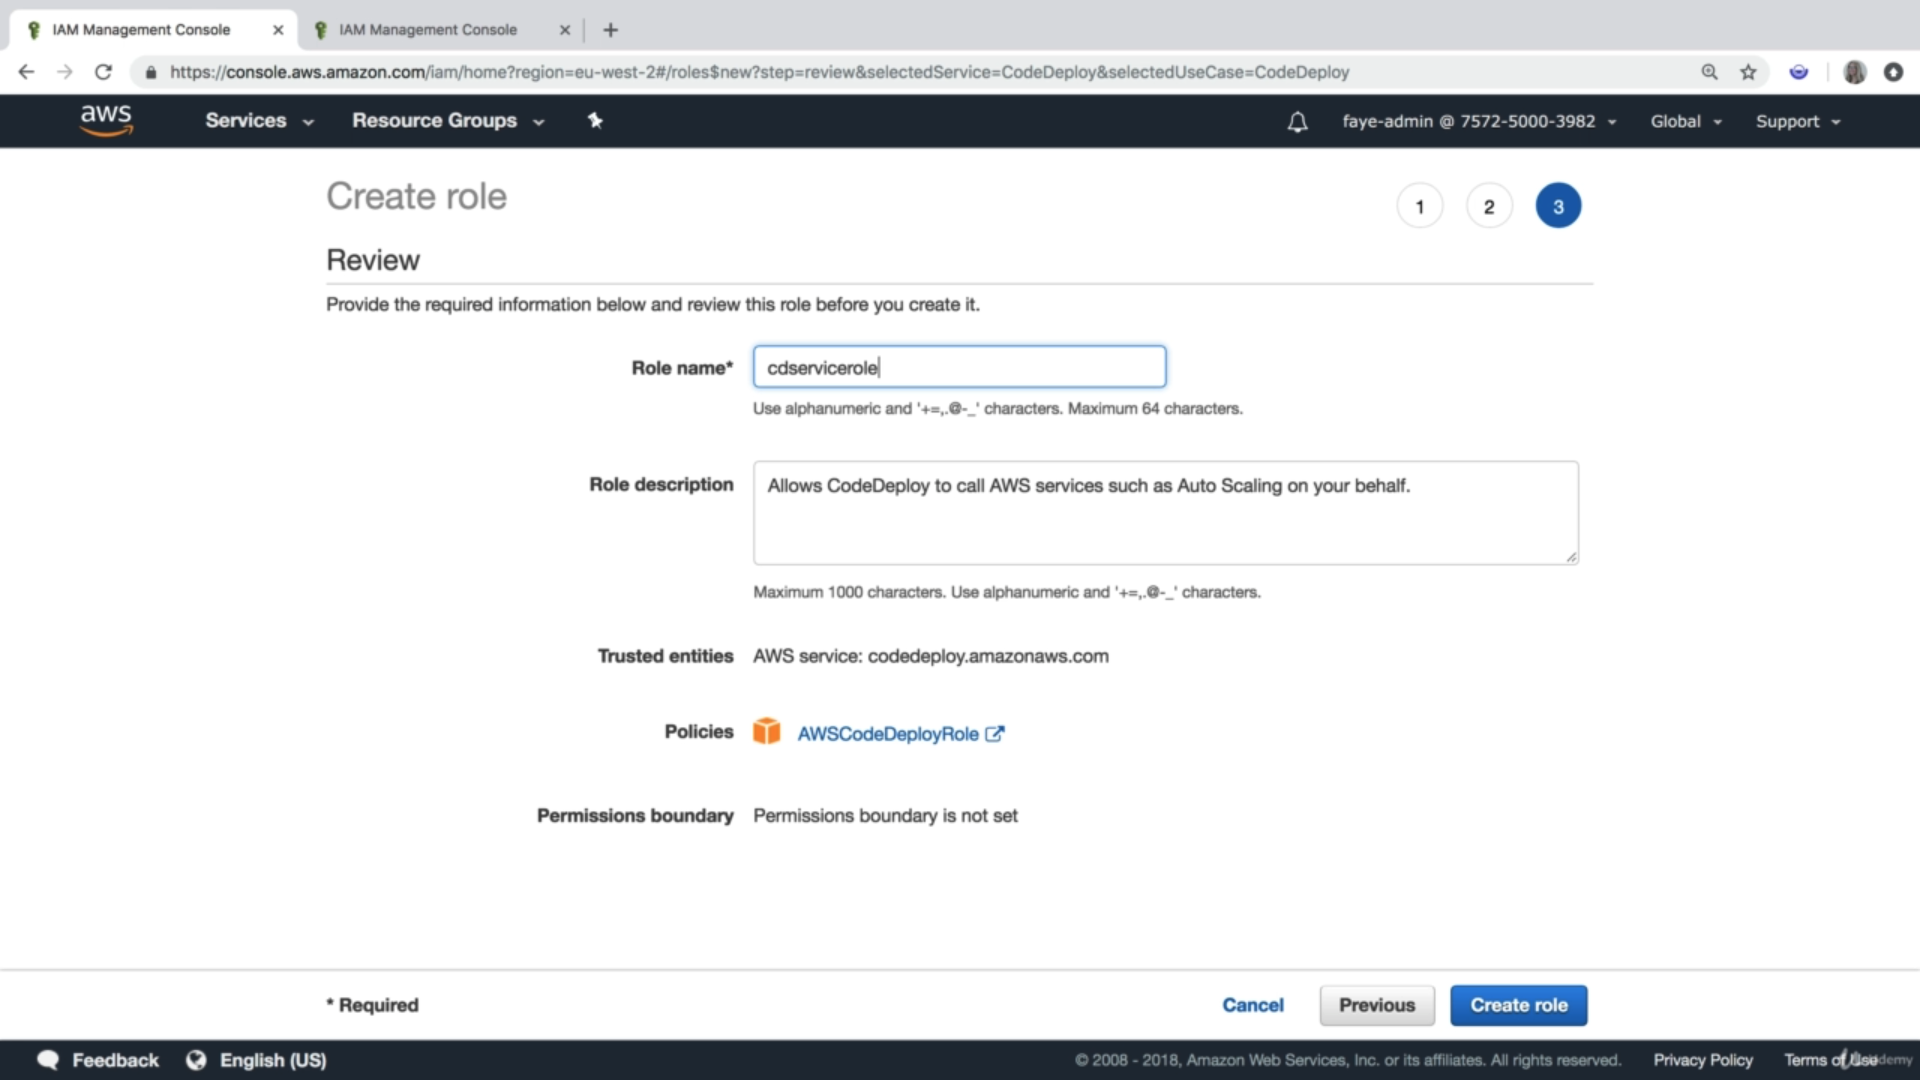 IAM Management Console
IAM Management Console
https://console.aws.amazon.com/iam/home?region=eu-west-2#/roles$new?step=review&selectedService=CodeDeploy&selectedUseCase=CodeDeploy
aws
Services
Resource Groups
faye-admin @ 7572-5000-3982
Global
Support
Create role
1
2
3
Review
Provide the required information below and review this role before you create it.
Role name*
cdservicerole
Use alphanumeric and '+=,.@-_' characters. Maximum 64 characters.
Role description
Allows CodeDeploy to call AWS services such as Auto Scaling on your behalf.
Maximum 1000 characters. Use alphanumeric and '+=,.@-_' characters.
Trusted entities
AWS service: codedeploy.amazonaws.com
Policies
AWSCodeDeployRole
Permissions boundary
Permissions boundary is not set
* Required
Cancel
Previous
Create role
Feedback
English (US)
© 2008 - 2018, Amazon Web Services, Inc. or its affiliates. All rights reserved.
Privacy Policy
Terms of Use